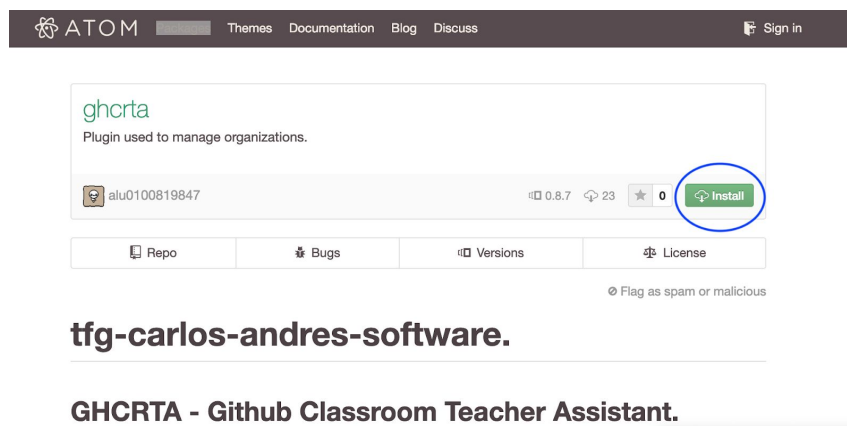 ATOM Packages Themes Documentation Blog Discuss Sign in
ghcrta
Plugin used to manage organizations.
alu0100819847 0.8.7 23 0 Install
Repo Bugs Versions License
Flag as spam or malicious
tfg-carlos-andres-software.
GHCRTA - Github Classroom Teacher Assistant.